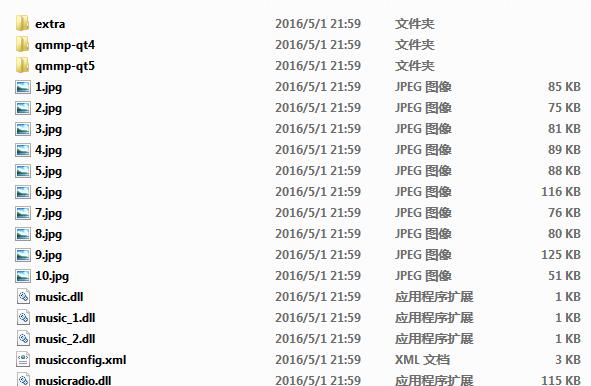 extra 2016/5/1 21:59 文件夹
qmmp-qt4 2016/5/1 21:59 文件夹
qmmp-qt5 2016/5/1 21:59 文件夹
1.jpg 2016/5/1 21:59 JPEG 图像 85 KB
2.jpg 2016/5/1 21:59 JPEG 图像 75 KB
3.jpg 2016/5/1 21:59 JPEG 图像 81 KB
4.jpg 2016/5/1 21:59 JPEG 图像 89 KB
5.jpg 2016/5/1 21:59 JPEG 图像 88 KB
6.jpg 2016/5/1 21:59 JPEG 图像 116 KB
7.jpg 2016/5/1 21:59 JPEG 图像 76 KB
8.jpg 2016/5/1 21:59 JPEG 图像 80 KB
9.jpg 2016/5/1 21:59 JPEG 图像 125 KB
10.jpg 2016/5/1 21:59 JPEG 图像 51 KB
music.dll 2016/5/1 21:59 应用程序扩展 1 KB
music_1.dll 2016/5/1 21:59 应用程序扩展 1 KB
music_2.dll 2016/5/1 21:59 应用程序扩展 1 KB
musicconfig.xml 2016/5/1 21:59 XML 文档 3 KB
musicradio.dll 2016/5/1 21:59 应用程序扩展 115 KB